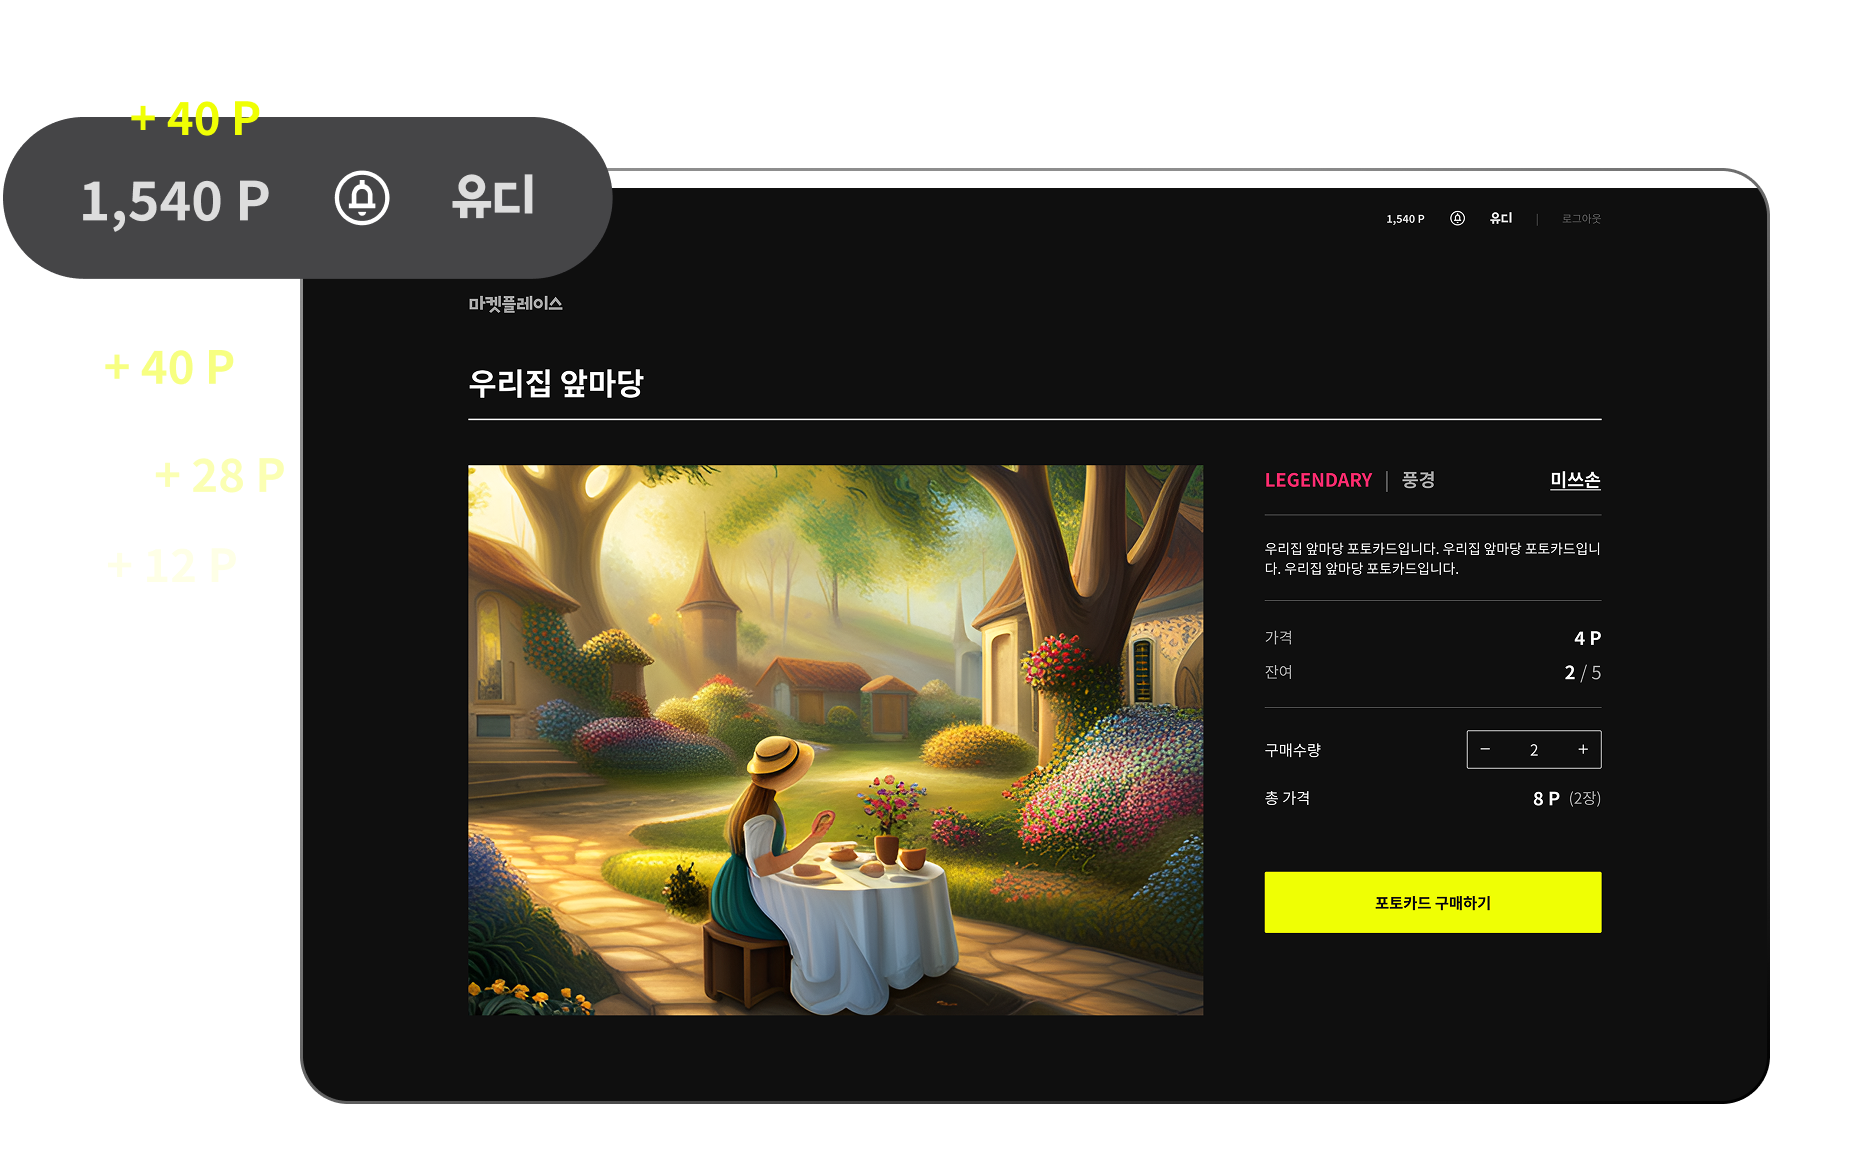 + 40 P
1,540 P 유디
+ 40 P
+ 28 P
+ 12 P
1,540 P 유디 | 로그아웃
마켓플레이스
우리집 앞마당
LEGENDARY | 풍경 미쓰손
우리집 앞마당 포토카드입니다. 우리집 앞마당 포토카드입니
다. 우리집 앞마당 포토카드입니다.
가격 4 P
잔여 2 / 5
구매수량 − 2 +
총 가격 8 P (2장)
포토카드 구매하기